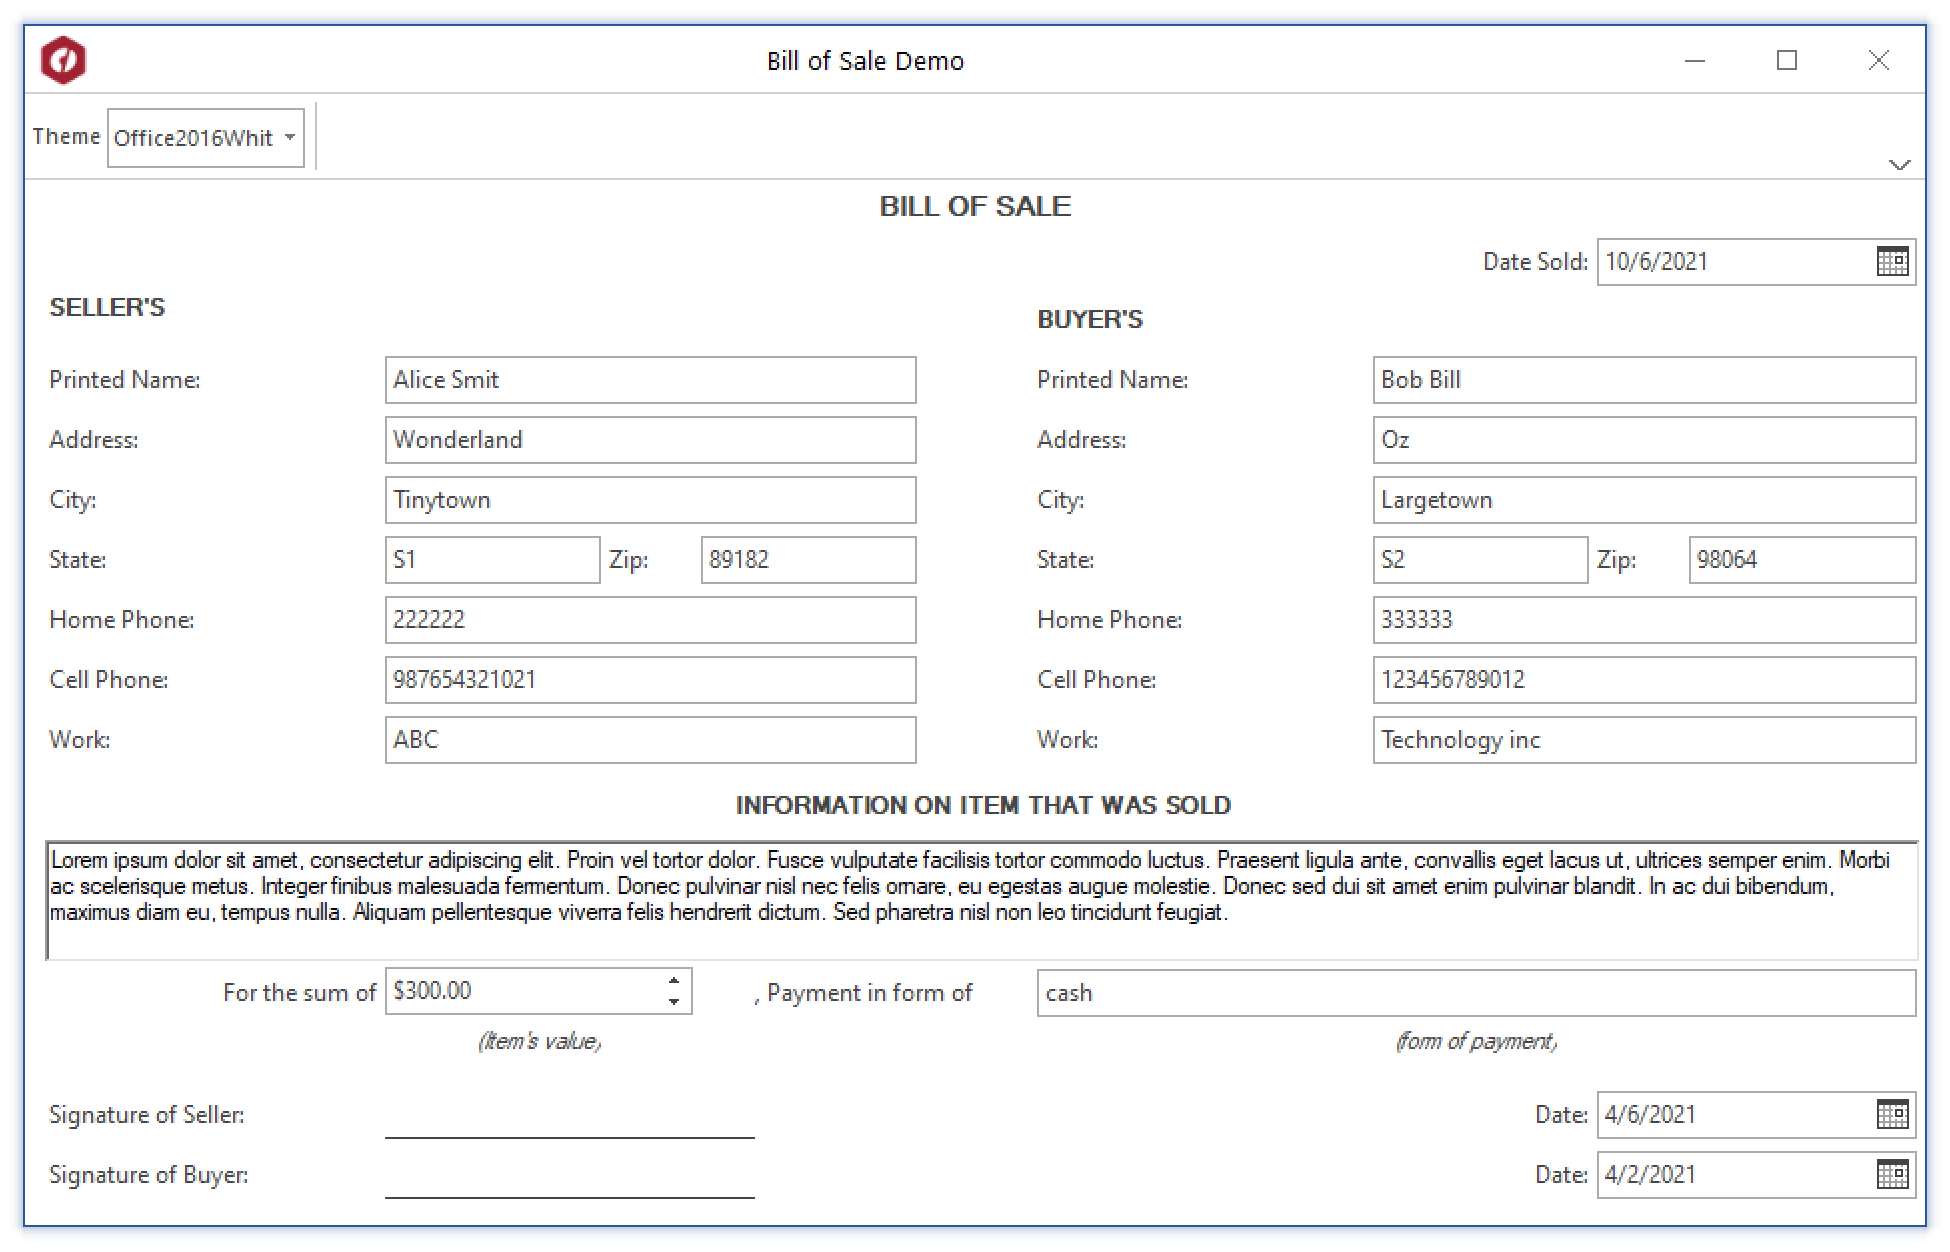 Bill of Sale Demo
Theme Office2016Whit
BILL OF SALE
Date Sold: 10/6/2021
SELLER'S
BUYER'S
Printed Name: Alice Smit Printed Name: Bob Bill
Address: Wonderland Address: Oz
City: Tinytown City: Largetown
State: S1 Zip: 89182 State: S2 Zip: 98064
Home Phone: 222222 Home Phone: 333333
Cell Phone: 987654321021 Cell Phone: 123456789012
Work: ABC Work: Technology inc
INFORMATION ON ITEM THAT WAS SOLD
Lorem ipsum dolor sit amet, consectetur adipiscing elit. Proin vel tortor dolor. Fusce vulputate facilisis tortor commodo luctus. Praesent ligula ante, convallis eget lacus ut, ultrices semper enim. Morbi
ac scelerisque metus. Integer finibus malesuada fermentum. Donec pulvinar nisl nec felis ornare, eu egestas augue molestie. Donec sed dui sit amet enim pulvinar blandit. In ac dui bibendum,
maximus diam eu, tempus nulla. Aliquam pellentesque viverra felis hendrerit dictum. Sed pharetra nisl non leo tincidunt feugiat.
For the sum of $300.00 , Payment in form of cash
(Item's value) (form of payment)
Signature of Seller: Date: 4/6/2021
Signature of Buyer: Date: 4/2/2021